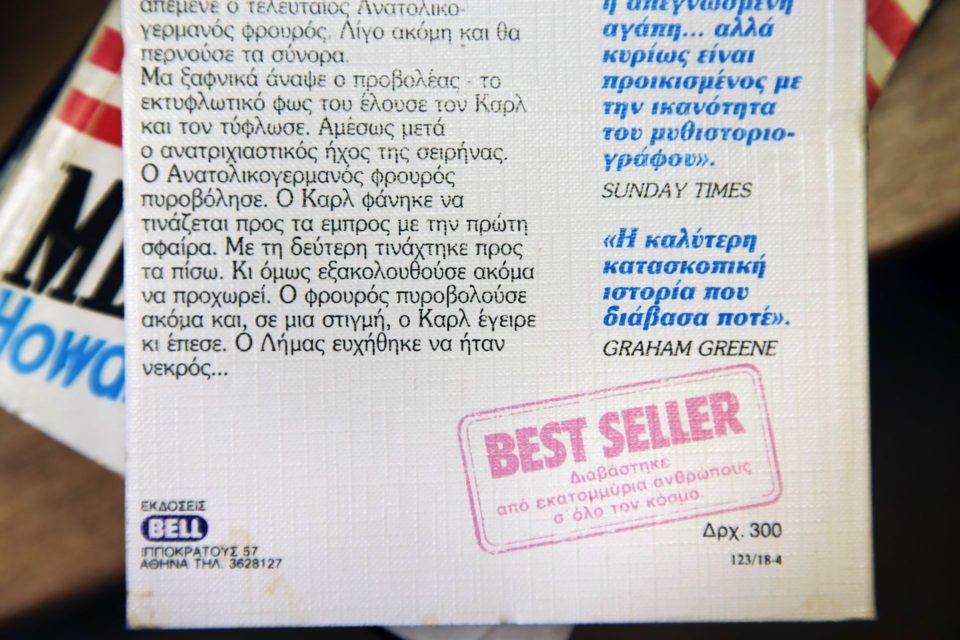 απέμενε ο τελευταίος Ανατολικο-
γερμανός φρουρός. Λίγο ακόμη και θα
περνούσε τα σύνορα.
Μα ξαφνικά άναψε ο προβολέας - το
εκτυφλωτικό φως του έλουσε τον Καρλ
και τον τύφλωσε. Αμέσως μετά
ο ανατριχιαστικός ήχος της σειρήνας.
Ο Ανατολικογερμανός φρουρός
πυροβόλησε. Ο Καρλ φάνηκε να
τινάζεται προς τα εμπρος με την πρώτη
σφαίρα. Με τη δεύτερη τινάχτηκε προς
τα πίσω. Κι όμως εξακολουθούσε ακόμα
να προχωρεί. Ο φρουρός πυροβολούσε
ακόμα και, σε μια στιγμή, ο Καρλ έγειρε
κι έπεσε. Ο Λήμας ευχήθηκε να ήταν
νεκρός...
η απεγνωσμένη
αγάπη... αλλά
κυρίως είναι
προικισμένος με
την ικανότητα
του μυθιστοριο-
γράφου».
SUNDAY TIMES
«Η καλύτερη
κατασκοπική
ιστορία που
διάβασα ποτέ».
GRAHAM GREENE
BEST SELLER
Διαβάστηκε
από εκατομμύρια ανθρώπους
σ' όλο τον κόσμο.
ΕΚΔΟΣΕΙΣ
BELL
ΙΠΠΟΚΡΑΤΟΥΣ 57
ΑΘΗΝΑ ΤΗΛ. 3628127
Δρχ. 300
123/18-4